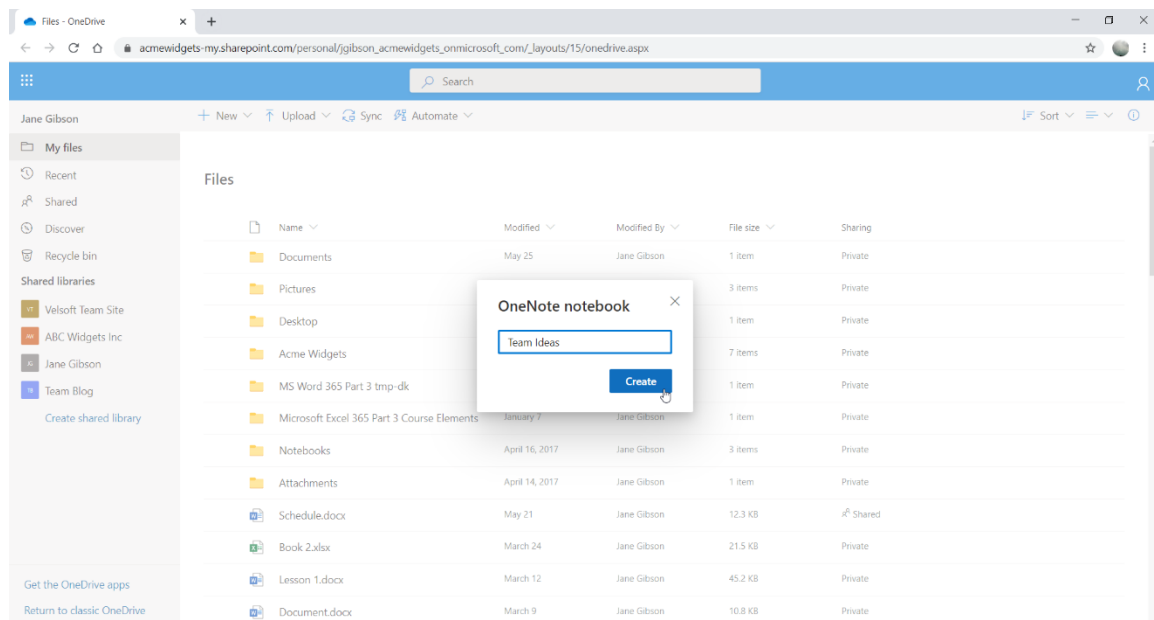 Files - OneDrive
acmewidgets-my.sharepoint.com/personal/jgibson_acmewidgets_onmicrosoft_com/_layouts/15/onedrive.aspx
Search
Jane Gibson
New Upload Sync Automate Sort
My files
Recent
Shared
Discover
Recycle bin
Shared libraries
VT Velsoft Team Site
AW ABC Widgets Inc
JG Jane Gibson
TB Team Blog
Create shared library
Get the OneDrive apps
Return to classic OneDrive
Files
Name Modified Modified By File size Sharing
Documents May 25 Jane Gibson 1 item Private
Pictures 3 items Private
Desktop 1 item Private
Acme Widgets 7 items Private
MS Word 365 Part 3 tmp-dk 1 item Private
Microsoft Excel 365 Part 3 Course Elements January 7 Jane Gibson 1 item Private
Notebooks April 16, 2017 Jane Gibson 3 items Private
Attachments April 14, 2017 Jane Gibson 1 item Private
Schedule.docx May 21 Jane Gibson 12.3 KB Shared
Book 2.xlsx March 24 Jane Gibson 21.5 KB Private
Lesson 1.docx March 12 Jane Gibson 45.2 KB Private
Document.docx March 9 Jane Gibson 10.8 KB Private
OneNote notebook
Team Ideas
Create